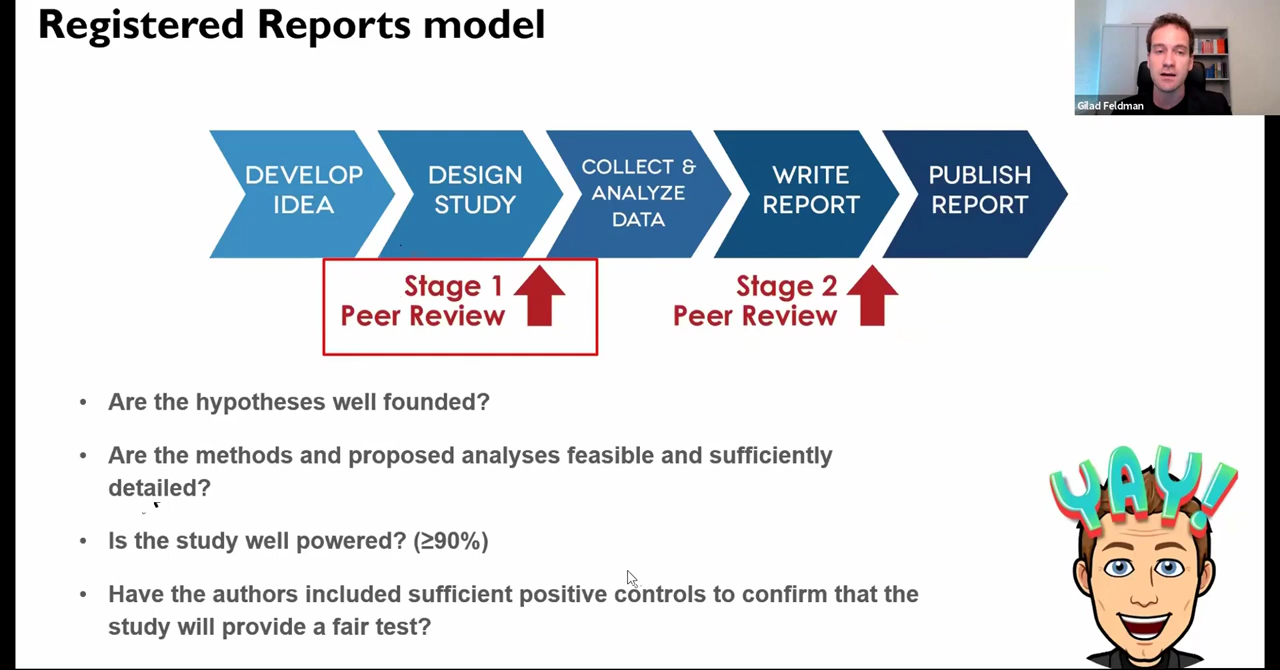 Registered Reports model
Gilad Feldman
DEVELOP
IDEA
DESIGN
STUDY
COLLECT &
ANALYZE
DATA
WRITE
REPORT
PUBLISH
REPORT
Stage 1
Peer Review
Stage 2
Peer Review
• Are the hypotheses well founded?
• Are the methods and proposed analyses feasible and sufficiently
detailed?
• Is the study well powered? (≥90%)
• Have the authors included sufficient positive controls to confirm that the
study will provide a fair test?
YAY!